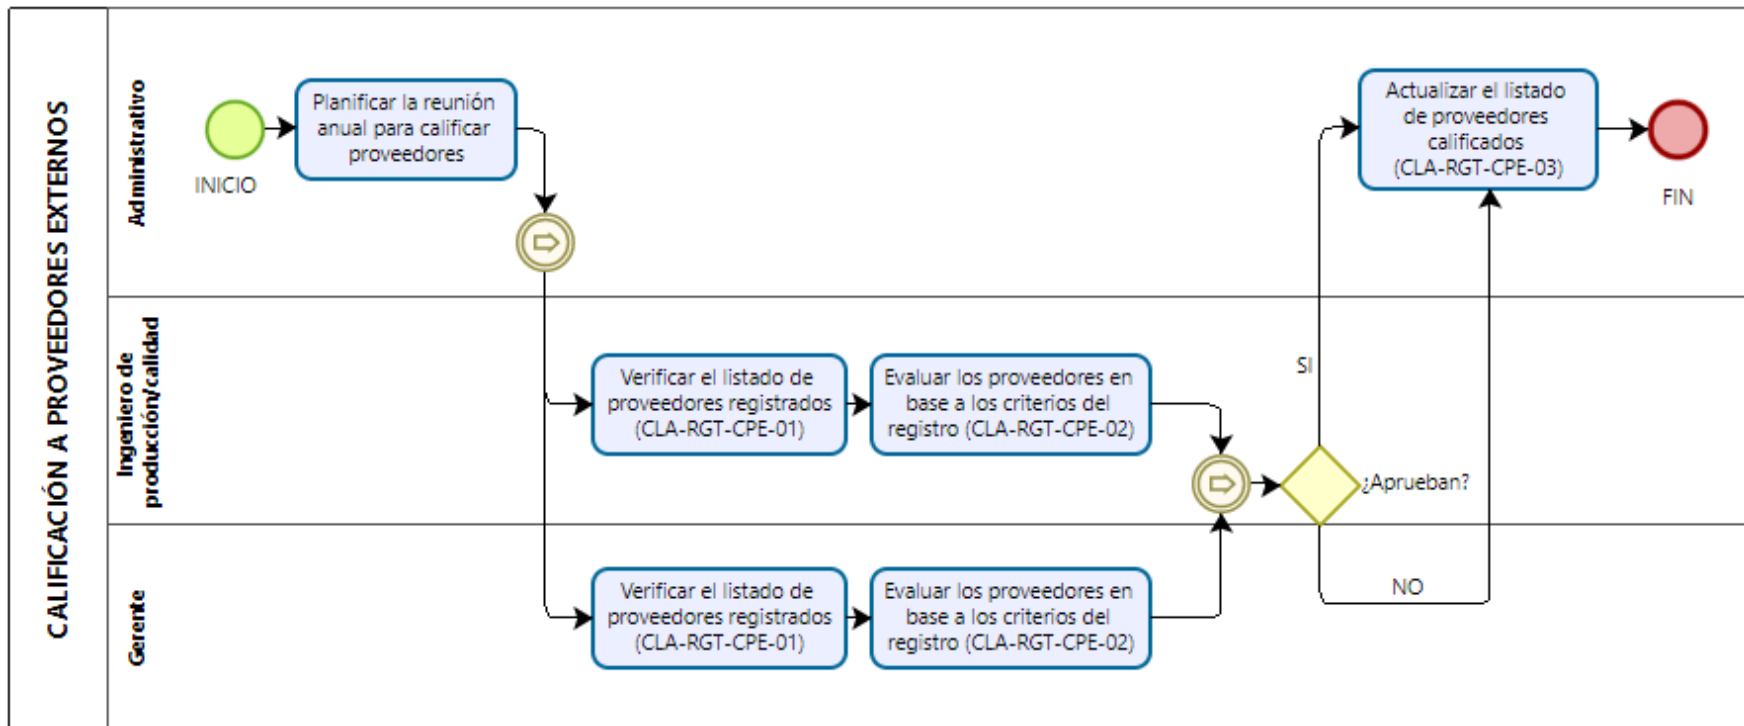 CALIFICACIÓN A PROVEEDORES EXTERNOS
Administrativo
INICIO
Planificar la reunión
anual para calificar
proveedores
Actualizar el listado
de proveedores
calificados
(CLA-RGT-CPE-03)
FIN
Ingeniero de
producción/calidad
Verificar el listado de
proveedores registrados
(CLA-RGT-CPE-01)
Evaluar los proveedores en
base a los criterios del
registro (CLA-RGT-CPE-02)
SI
¿Aprueban?
Gerente
Verificar el listado de
proveedores registrados
(CLA-RGT-CPE-01)
Evaluar los proveedores en
base a los criterios del
registro (CLA-RGT-CPE-02)
NO